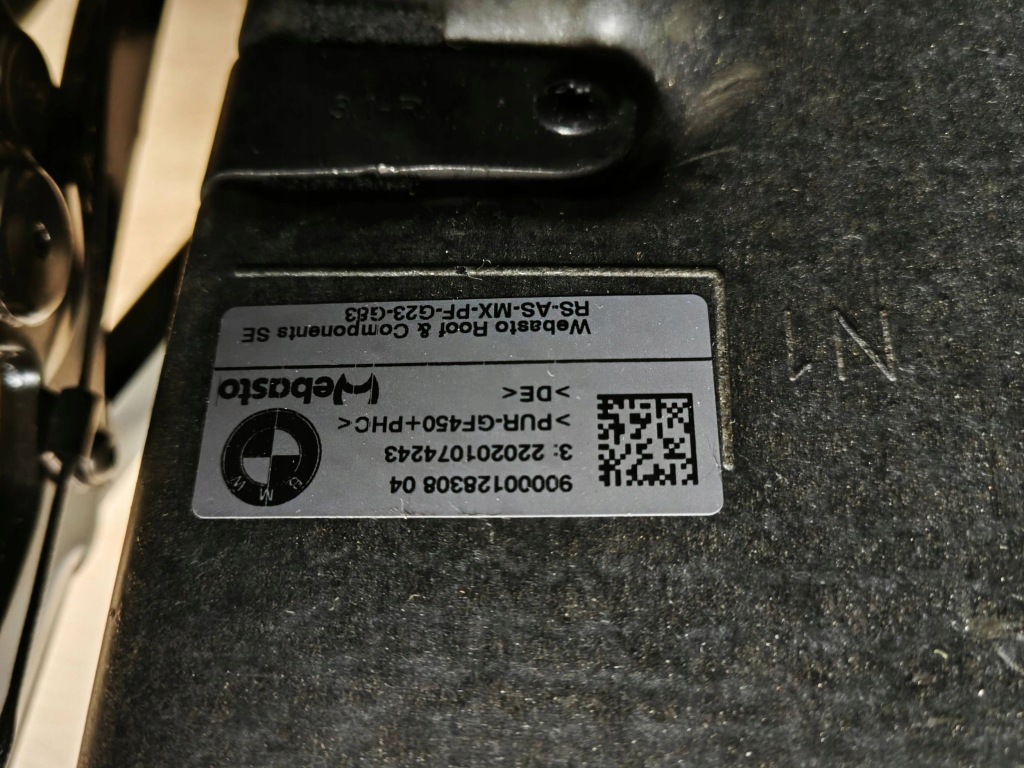 90000128308 04
3: 220201074243
>PUR-GF450+PHC<
>DE<
BMW
Webasto
Webasto Roof & Components SE
RS-AS-MX-PF-G23-G83
N1